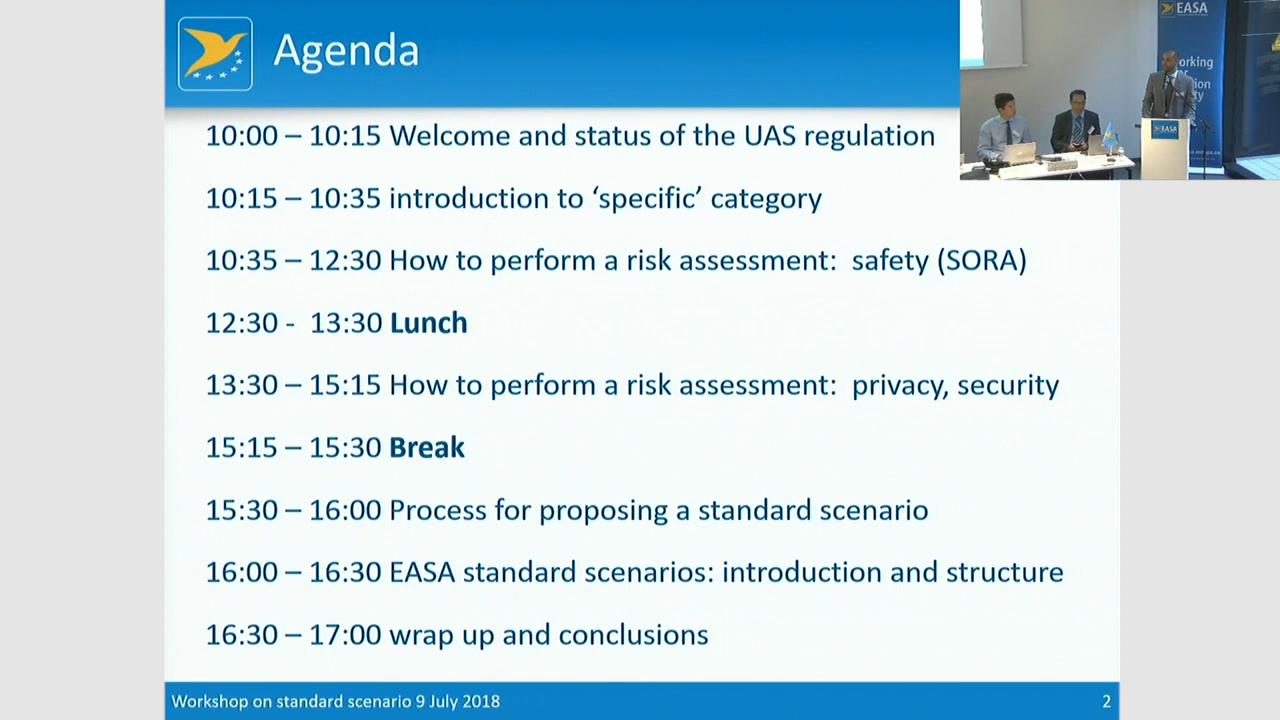 Agenda
10:00 – 10:15 Welcome and status of the UAS regulation
10:15 – 10:35 introduction to ‘specific’ category
10:35 – 12:30 How to perform a risk assessment:  safety (SORA)
12:30 -  13:30 Lunch
13:30 – 15:15 How to perform a risk assessment:  privacy, security
15:15 – 15:30 Break
15:30 – 16:00 Process for proposing a standard scenario
16:00 – 16:30 EASA standard scenarios: introduction and structure
16:30 – 17:00 wrap up and conclusions
Workshop on standard scenario 9 July 2018
2
EASA
EASA